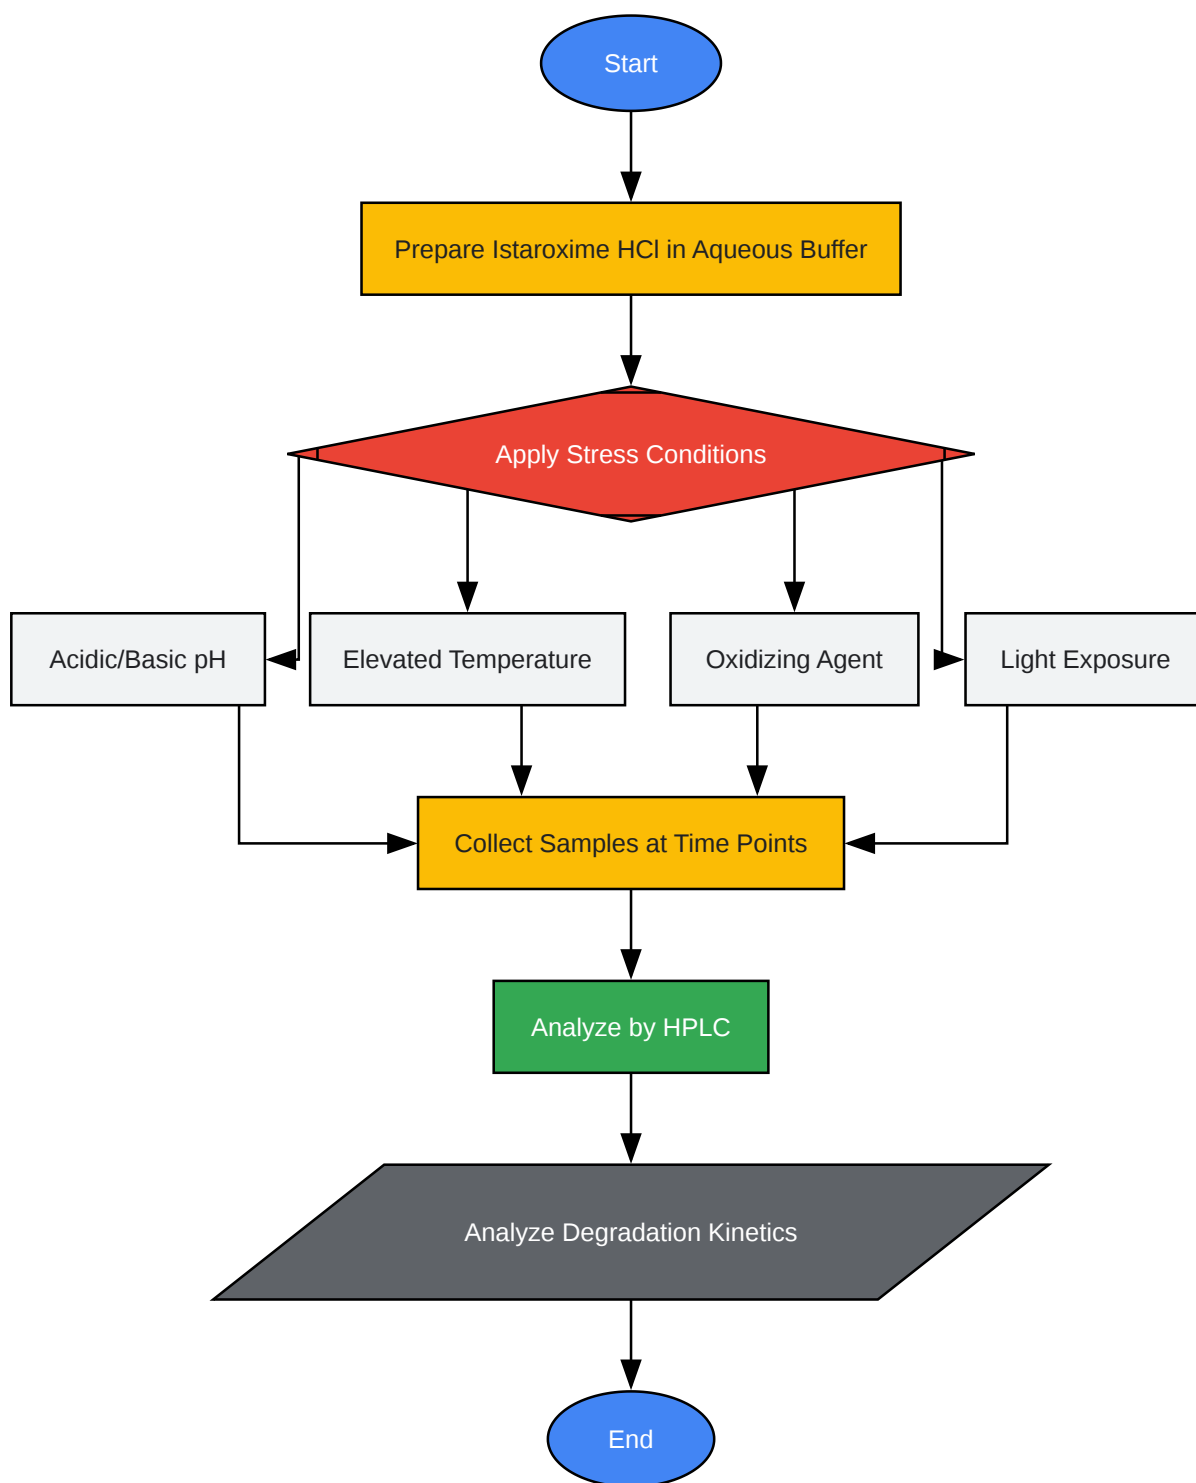 Start
Prepare Istaroxime HCl in Aqueous Buffer
Apply Stress Conditions
Acidic/Basic pH
Elevated Temperature
Oxidizing Agent
Light Exposure
Collect Samples at Time Points
Analyze by HPLC
Analyze Degradation Kinetics
End